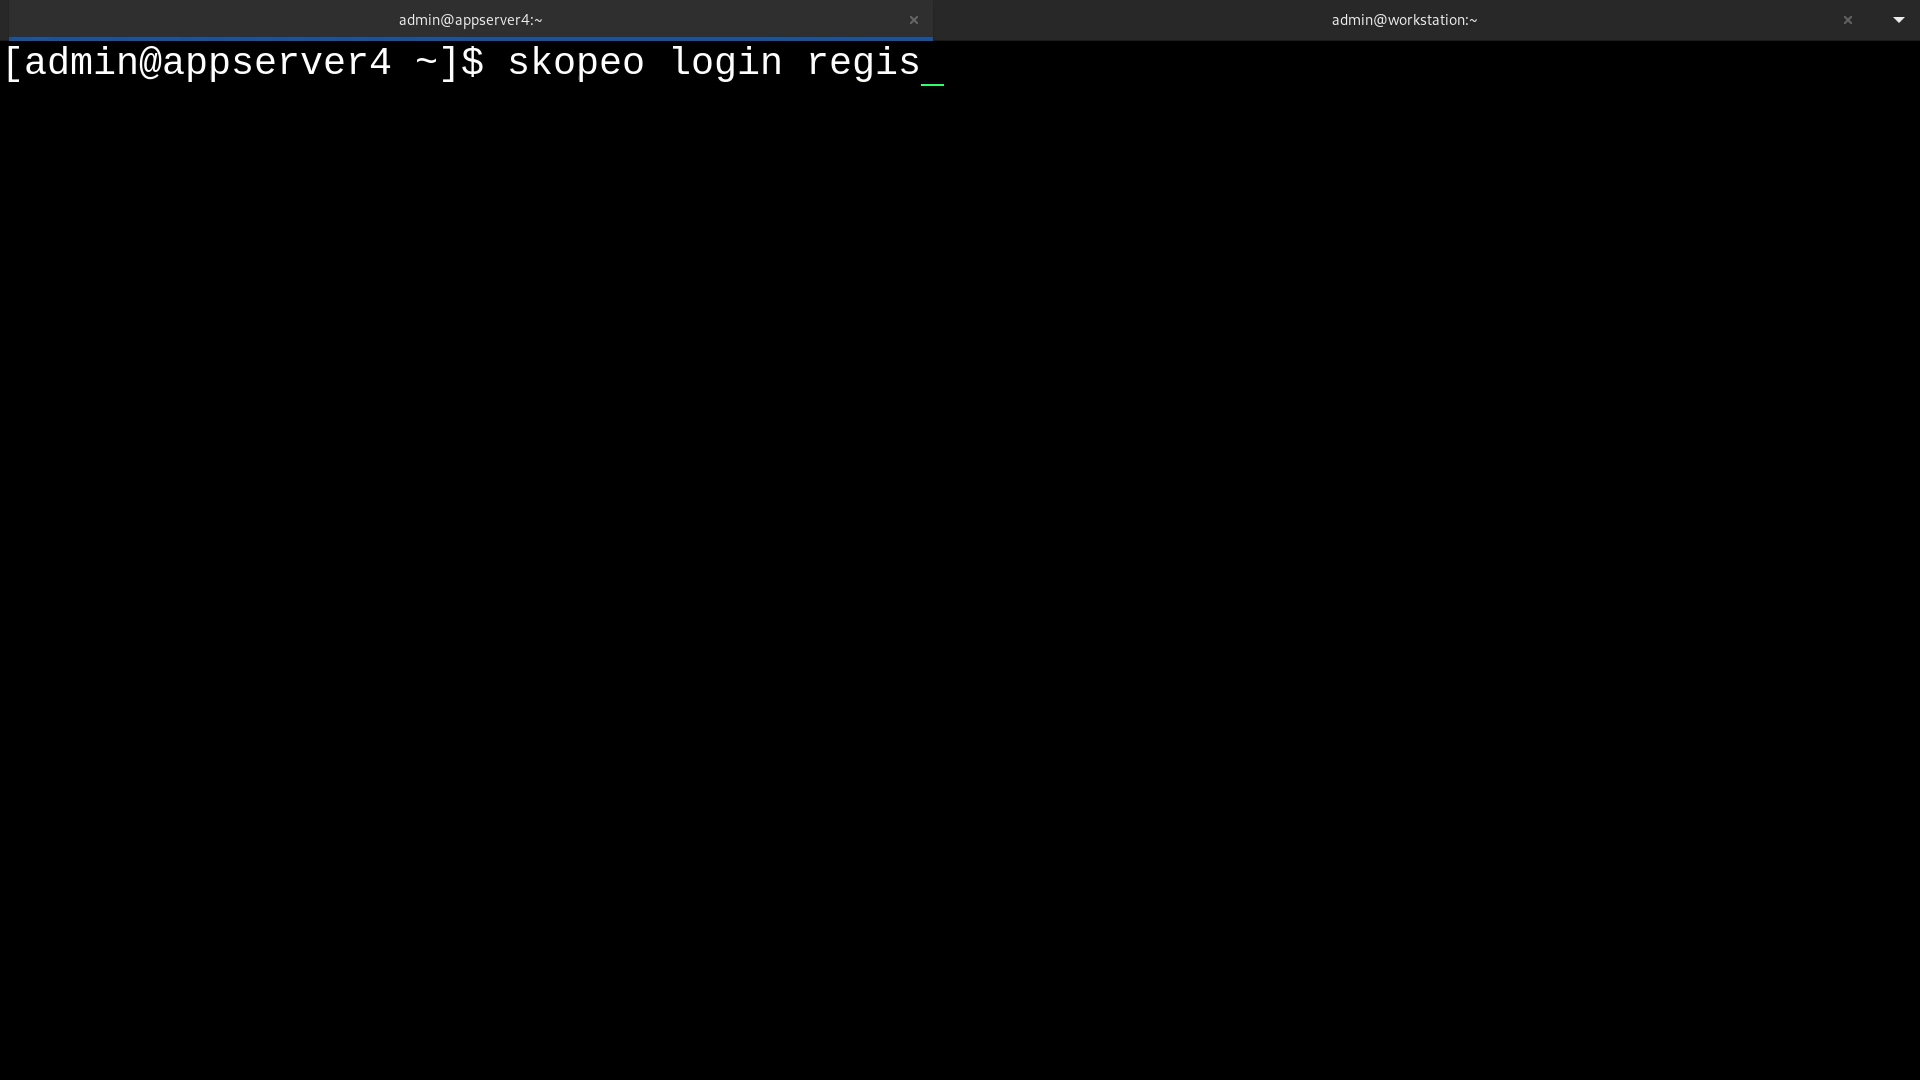 admin@appserver4:~ × admin@workstation:~ ×
[admin@appserver4 ~]$ skopeo login regis_